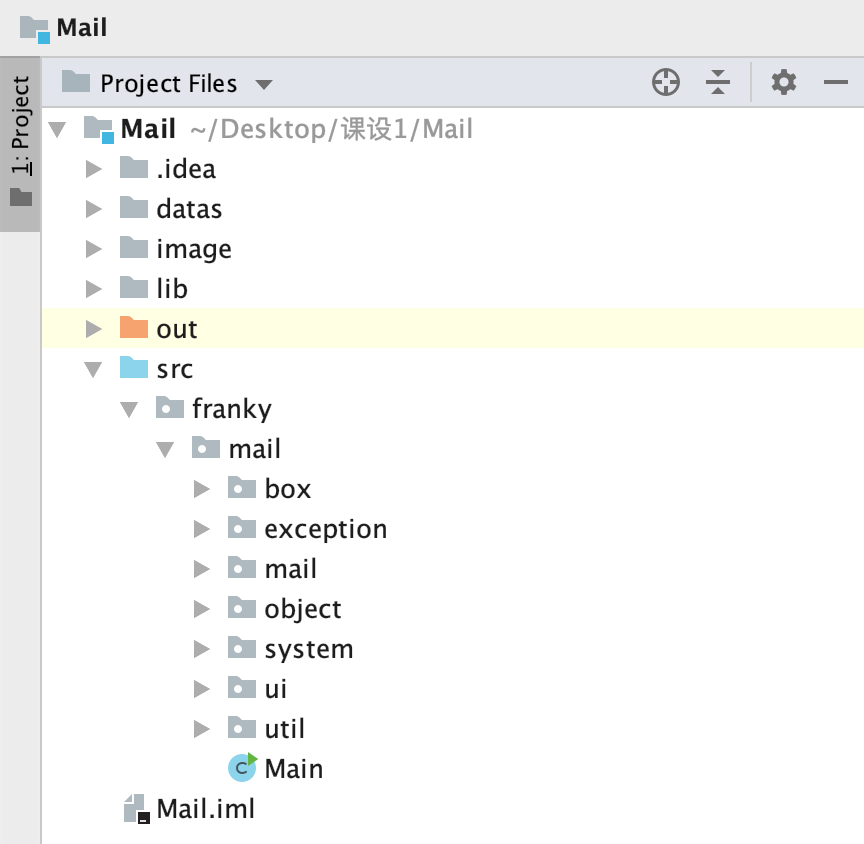 Mail
1: Project
Project Files
Mail ~/Desktop/课设1/Mail
.idea
datas
image
lib
out
src
franky
mail
box
exception
mail
object
system
ui
util
C Main
Mail.iml